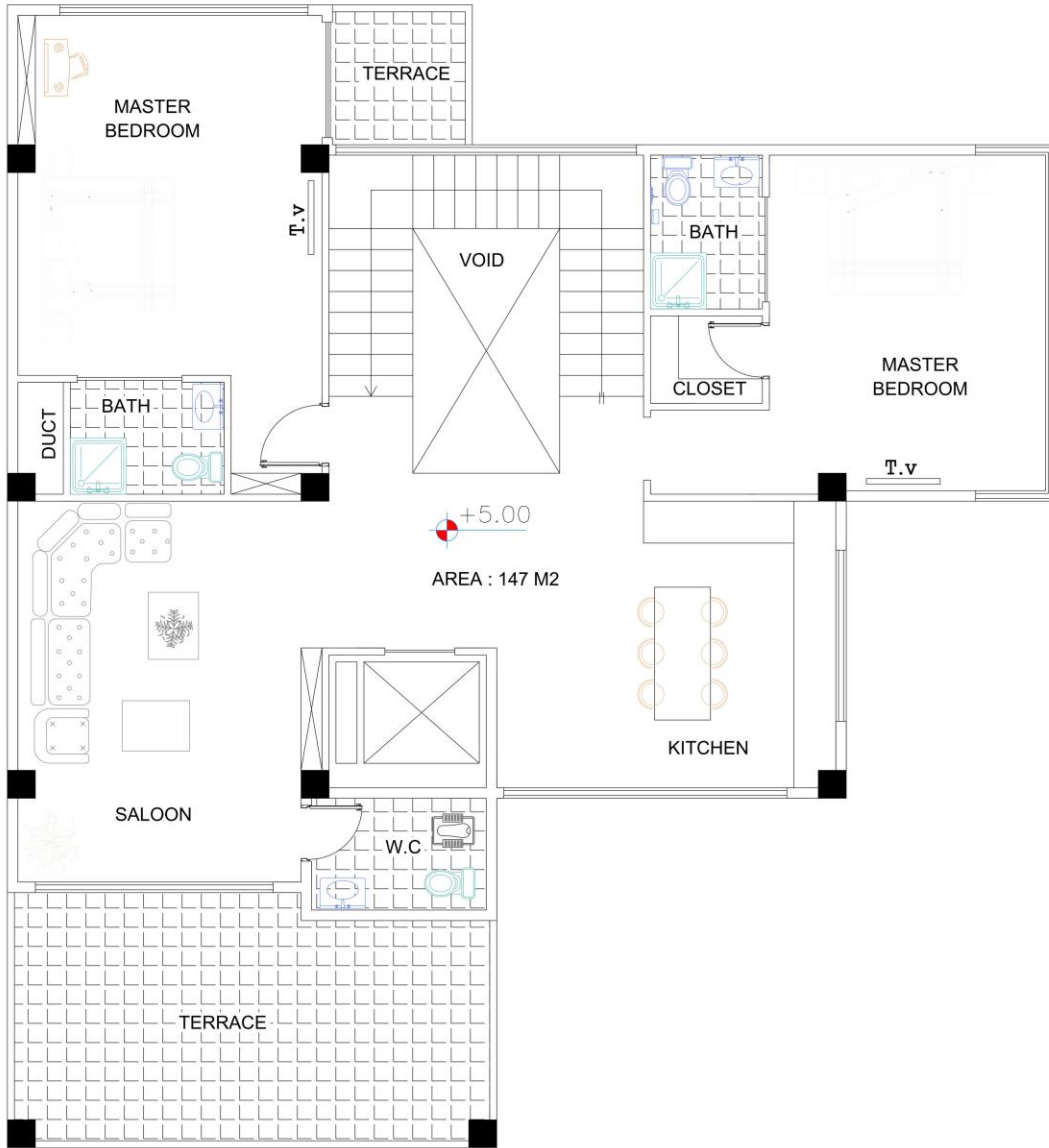 TERRACE
MASTER
BEDROOM
T.v
VOID
BATH
MASTER
BEDROOM
CLOSET
BATH
DUCT
T.v
+5.00
AREA : 147 M2
KITCHEN
SALOON
W.C
TERRACE